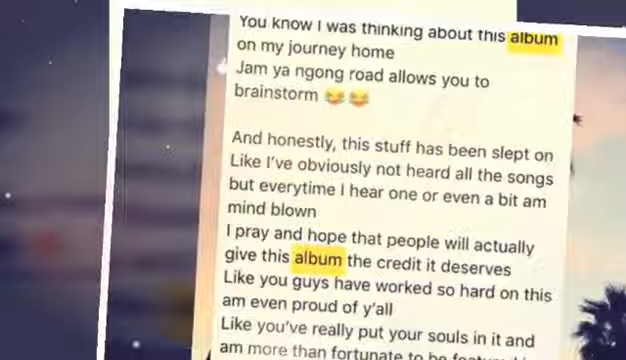 You know I was thinking about this album
on my journey home
Jam ya ngong road allows you to
brainstorm 😂😂
And honestly, this stuff has been slept on
Like I've obviously not heard all the songs
but everytime I hear one or even a bit am
mind blown
I pray and hope that people will actually
give this album the credit it deserves
Like you guys have worked so hard on this
am even proud of y'all
Like you've really put your souls in it and
am more than fortunate to be